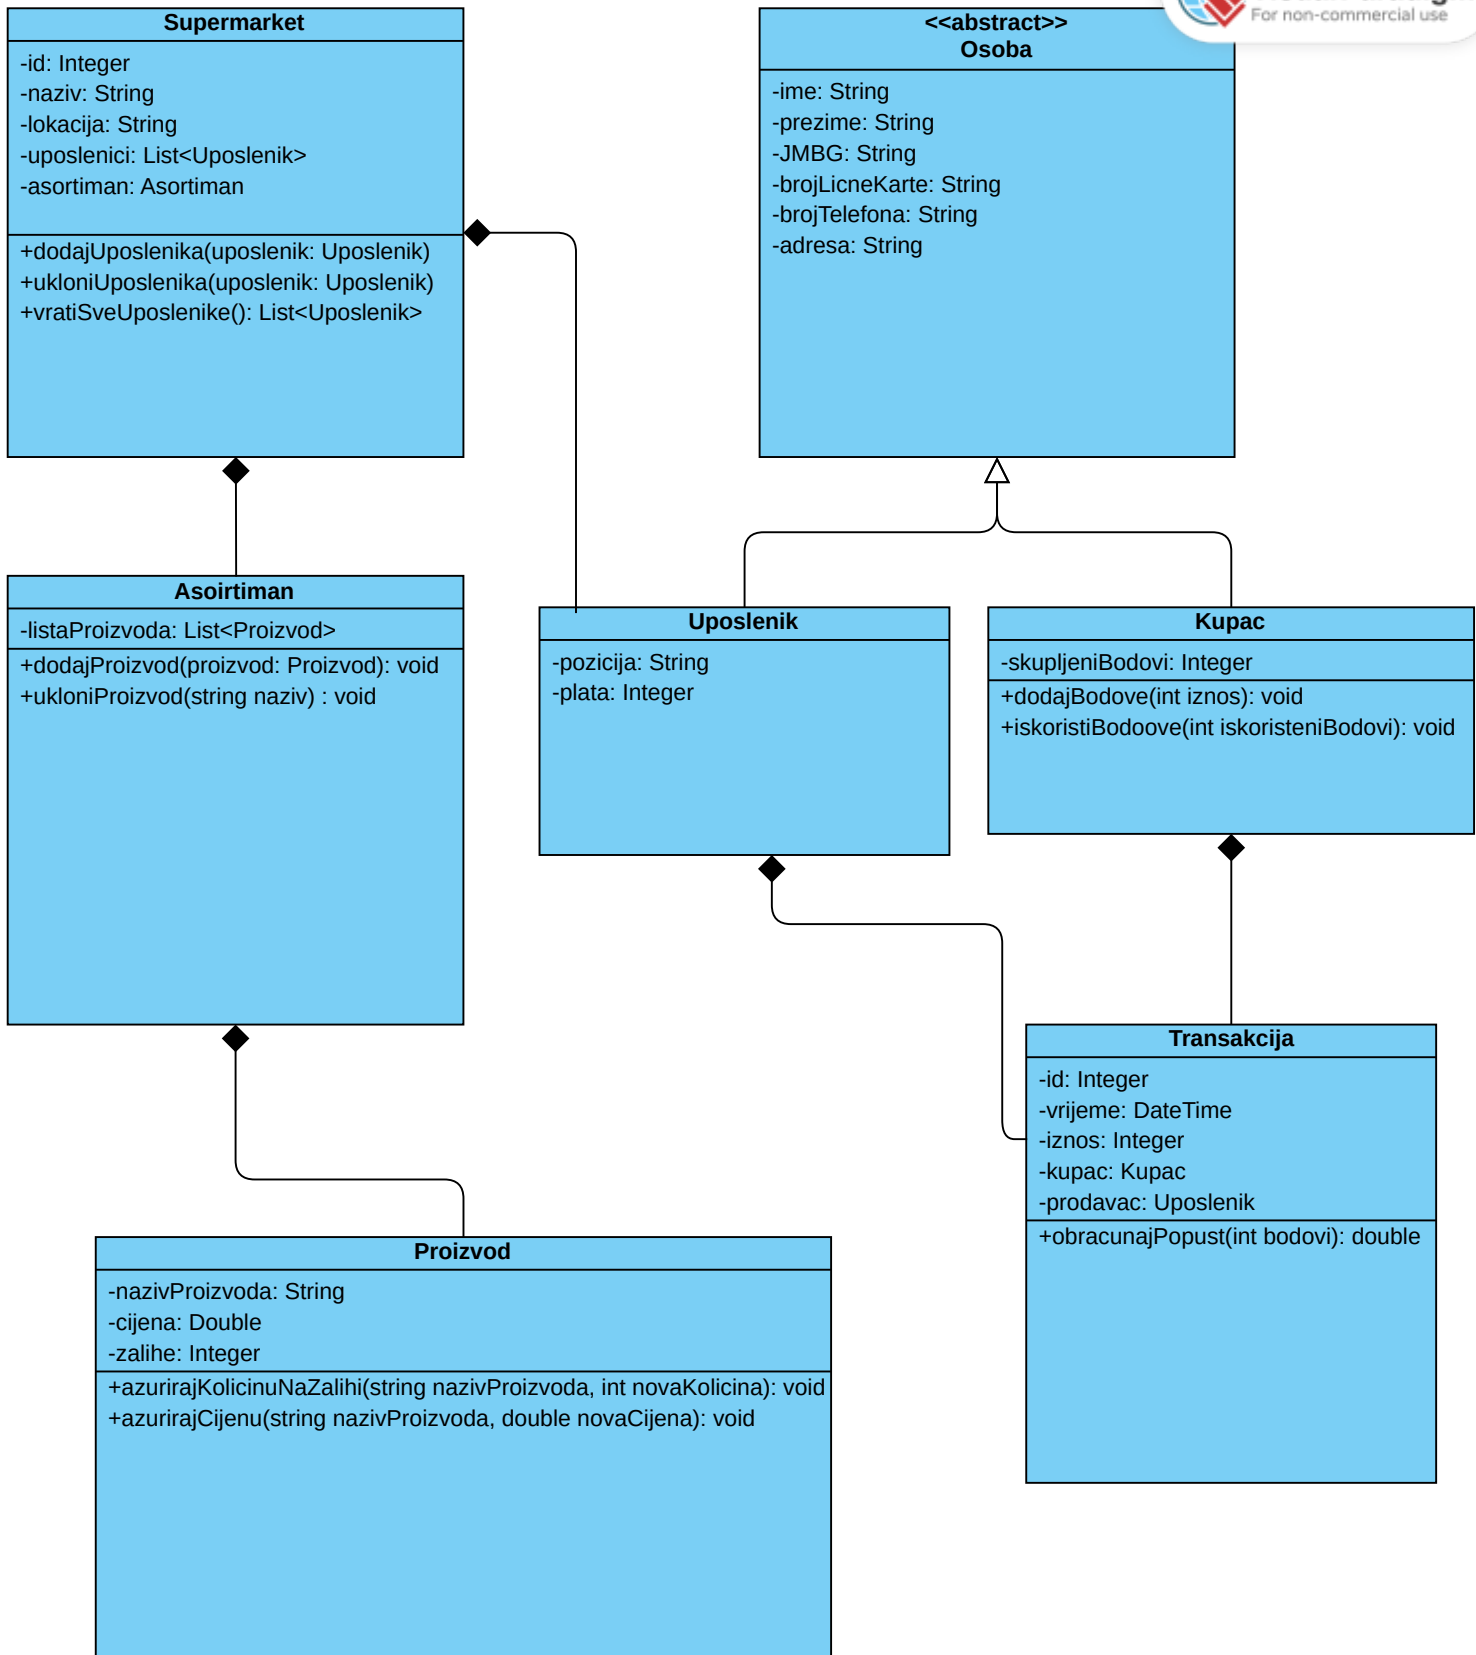 Supermarket
-id: Integer
-naziv: String
-lokacija: String
-uposlenici: List<Uposlenik>
-asortiman: Asortiman
+dodajUposlenika(uposlenik: Uposlenik)
+ukloniUposlenika(uposlenik: Uposlenik)
+vratiSveUposlenike(): List<Uposlenik>
For non-commercial use
<<abstract>>
Osoba
-ime: String
-prezime: String
-JMBG: String
-brojLicneKarte: String
-brojTelefona: String
-adresa: String
Asoirtiman
-listaProizvoda: List<Proizvod>
+dodajProizvod(proizvod: Proizvod): void
+ukloniProizvod(string naziv) : void
Uposlenik
-pozicija: String
-plata: Integer
Kupac
-skupljeniBodovi: Integer
+dodajBodove(int iznos): void
+iskoristiBodoove(int iskoristeniBodovi): void
Transakcija
-id: Integer
-vrijeme: DateTime
-iznos: Integer
-kupac: Kupac
-prodavac: Uposlenik
+obracunajPopust(int bodovi): double
Proizvod
-nazivProizvoda: String
-cijena: Double
-zalihe: Integer
+azurirajKolicinuNaZalihi(string nazivProizvoda, int novaKolicina): void
+azurirajCijenu(string nazivProizvoda, double novaCijena): void